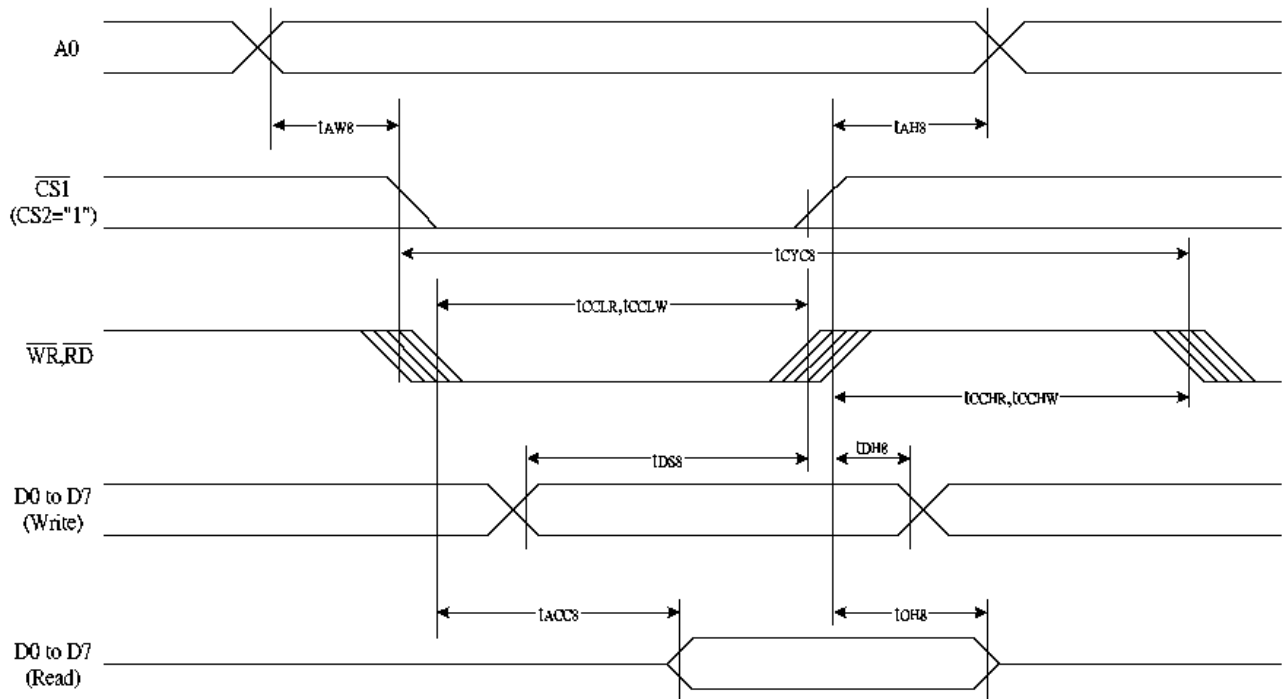 A0
tAW8
tAH8
CS1
(CS2="1")
tCYC8
tCCLR,tCCLW
WR,RD
tCCHR,tCCHW
tDS8
tDH8
D0 to D7
(Write)
tACC8
tOH8
D0 to D7
(Read)